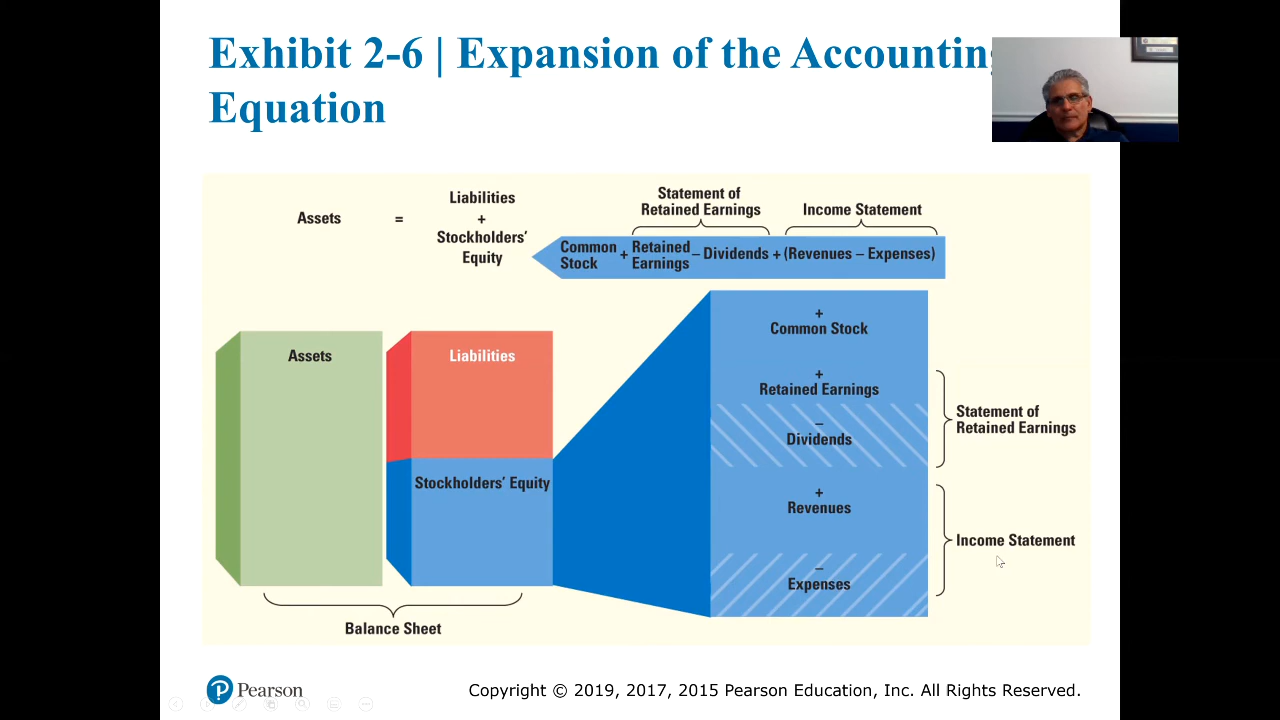 Exhibit 2-6 | Expansion of the Accounting
Equation
Assets
=
Liabilities
+
Stockholders’
Equity
Statement of
Retained Earnings
Income Statement
Common Stock + Retained Earnings – Dividends + (Revenues – Expenses)
Assets
Liabilities
Stockholders’ Equity
Balance Sheet
+
Common Stock
+
Retained Earnings
–
Dividends
+
Revenues
–
Expenses
Statement of
Retained Earnings
Income Statement
Pearson
Copyright © 2019, 2017, 2015 Pearson Education, Inc. All Rights Reserved.